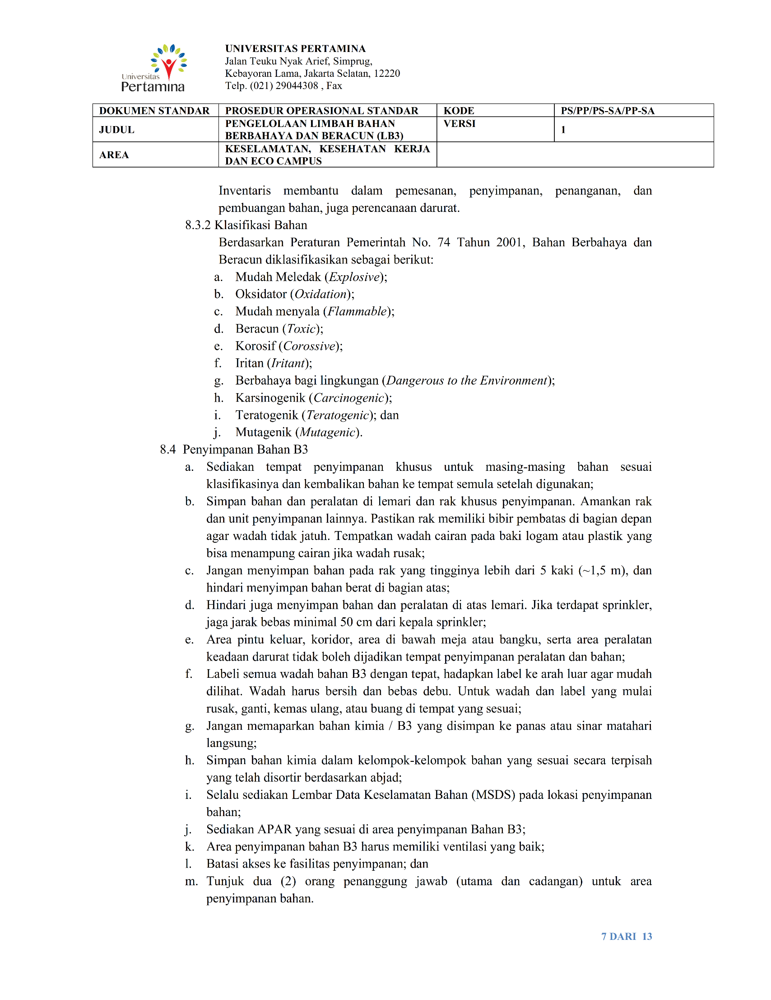 Universitas
Pertamina
UNIVERSITAS PERTAMINA
Jalan Teuku Nyak Arief, Simprug,
Kebayoran Lama, Jakarta Selatan, 12220
Telp. (021) 29044308 , Fax
DOKUMEN STANDAR PROSEDUR OPERASIONAL STANDAR KODE PS/PP/PS-SA/PP-SA
JUDUL PENGELOLAAN LIMBAH BAHAN BERBAHAYA DAN BERACUN (LB3) VERSI 1
AREA KESELAMATAN, KESEHATAN KERJA DAN ECO CAMPUS
Inventaris membantu dalam pemesanan, penyimpanan, penanganan, dan
pembuangan bahan, juga perencanaan darurat.
8.3.2 Klasifikasi Bahan
Berdasarkan Peraturan Pemerintah No. 74 Tahun 2001, Bahan Berbahaya dan
Beracun diklasifikasikan sebagai berikut:
a. Mudah Meledak (Explosive);
b. Oksidator (Oxidation);
c. Mudah menyala (Flammable);
d. Beracun (Toxic);
e. Korosif (Corossive);
f. Iritan (Iritant);
g. Berbahaya bagi lingkungan (Dangerous to the Environment);
h. Karsinogenik (Carcinogenic);
i. Teratogenik (Teratogenic); dan
j. Mutagenik (Mutagenic).
8.4 Penyimpanan Bahan B3
a. Sediakan tempat penyimpanan khusus untuk masing-masing bahan sesuai
klasifikasinya dan kembalikan bahan ke tempat semula setelah digunakan;
b. Simpan bahan dan peralatan di lemari dan rak khusus penyimpanan. Amankan rak
dan unit penyimpanan lainnya. Pastikan rak memiliki bibir pembatas di bagian depan
agar wadah tidak jatuh. Tempatkan wadah cairan pada baki logam atau plastik yang
bisa menampung cairan jika wadah rusak;
c. Jangan menyimpan bahan pada rak yang tingginya lebih dari 5 kaki (~1,5 m), dan
hindari menyimpan bahan berat di bagian atas;
d. Hindari juga menyimpan bahan dan peralatan di atas lemari. Jika terdapat sprinkler,
jaga jarak bebas minimal 50 cm dari kepala sprinkler;
e. Area pintu keluar, koridor, area di bawah meja atau bangku, serta area peralatan
keadaan darurat tidak boleh dijadikan tempat penyimpanan peralatan dan bahan;
f. Labeli semua wadah bahan B3 dengan tepat, hadapkan label ke arah luar agar mudah
dilihat. Wadah harus bersih dan bebas debu. Untuk wadah dan label yang mulai
rusak, ganti, kemas ulang, atau buang di tempat yang sesuai;
g. Jangan memaparkan bahan kimia / B3 yang disimpan ke panas atau sinar matahari
langsung;
h. Simpan bahan kimia dalam kelompok-kelompok bahan yang sesuai secara terpisah
yang telah disortir berdasarkan abjad;
i. Selalu sediakan Lembar Data Keselamatan Bahan (MSDS) pada lokasi penyimpanan
bahan;
j. Sediakan APAR yang sesuai di area penyimpanan Bahan B3;
k. Area penyimpanan bahan B3 harus memiliki ventilasi yang baik;
l. Batasi akses ke fasilitas penyimpanan; dan
m. Tunjuk dua (2) orang penanggung jawab (utama dan cadangan) untuk area
penyimpanan bahan.
7 DARI 13